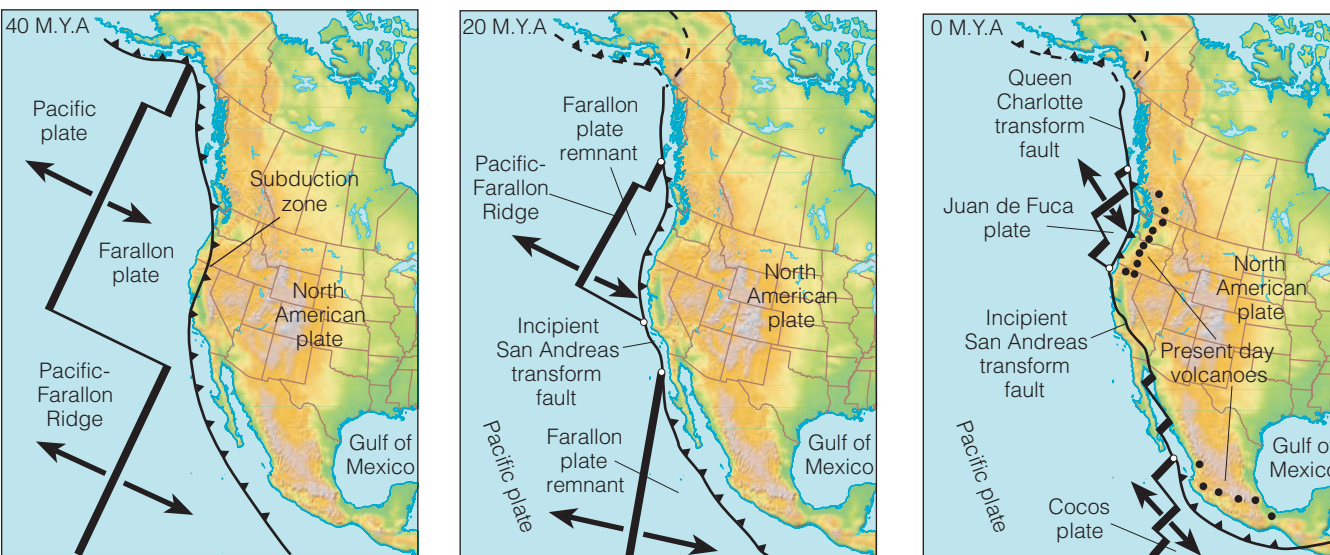 40 M.Y.A
Pacific
plate
Subduction
zone
Farallon
plate
North
American
plate
Pacific-
Farallon
Ridge
Gulf of
Mexico
20 M.Y.A
Farallon
plate
remnant
Pacific-
Farallon
Ridge
North
American
plate
Incipient
San Andreas
transform
fault
Farallon
plate
remnant
Pacific plate
Gulf of
Mexico
0 M.Y.A
Queen
Charlotte
transform
fault
Juan de Fuca
plate
North
American
plate
Incipient
San Andreas
transform
fault
Present day
volcanoes
Pacific plate
Gulf of
Mexico
Cocos
plate